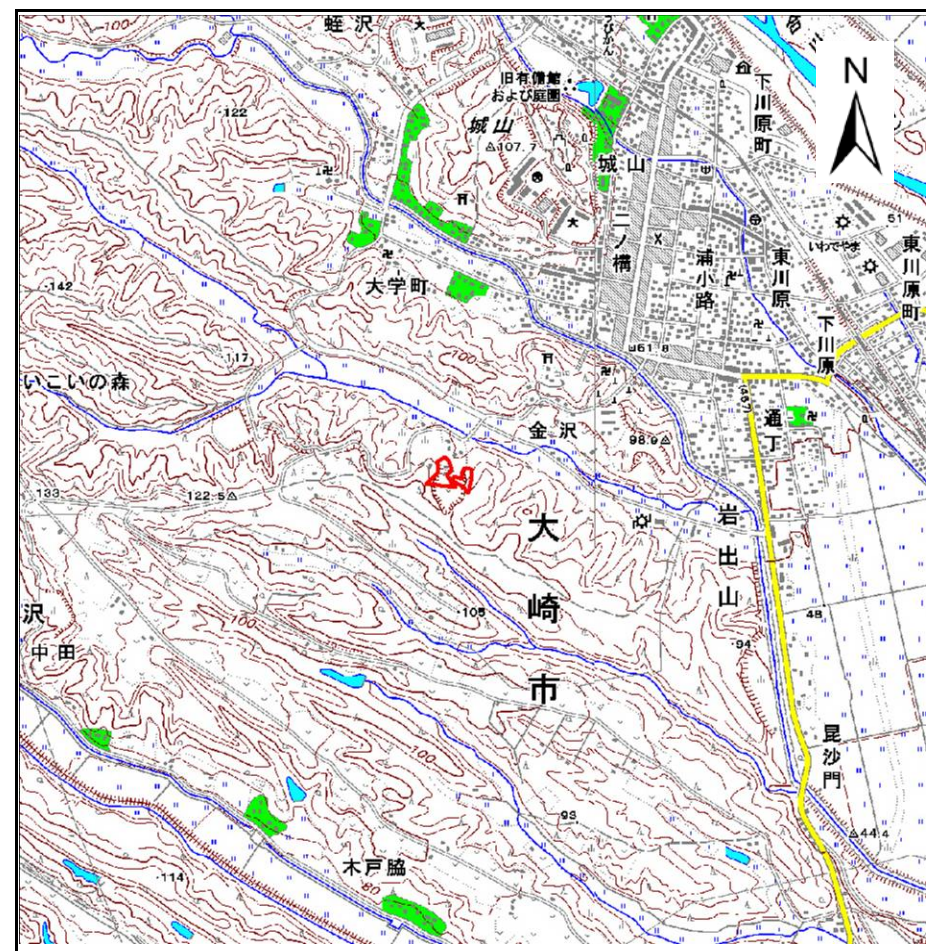 蛭沢
旧有備館
および庭園
城山
107.7
城山
二ノ構
下川原町
N
122
51
いわでやま
東川原
東川原町
浦小路
下川原
大学町
142
117
100
61.8
いこいの森
金沢
98.9
通丁
133
122.5
大崎市
岩出山
48
105
100
94
沢
中田
100
昆沙門
93
44.4
木戸脇
114
60